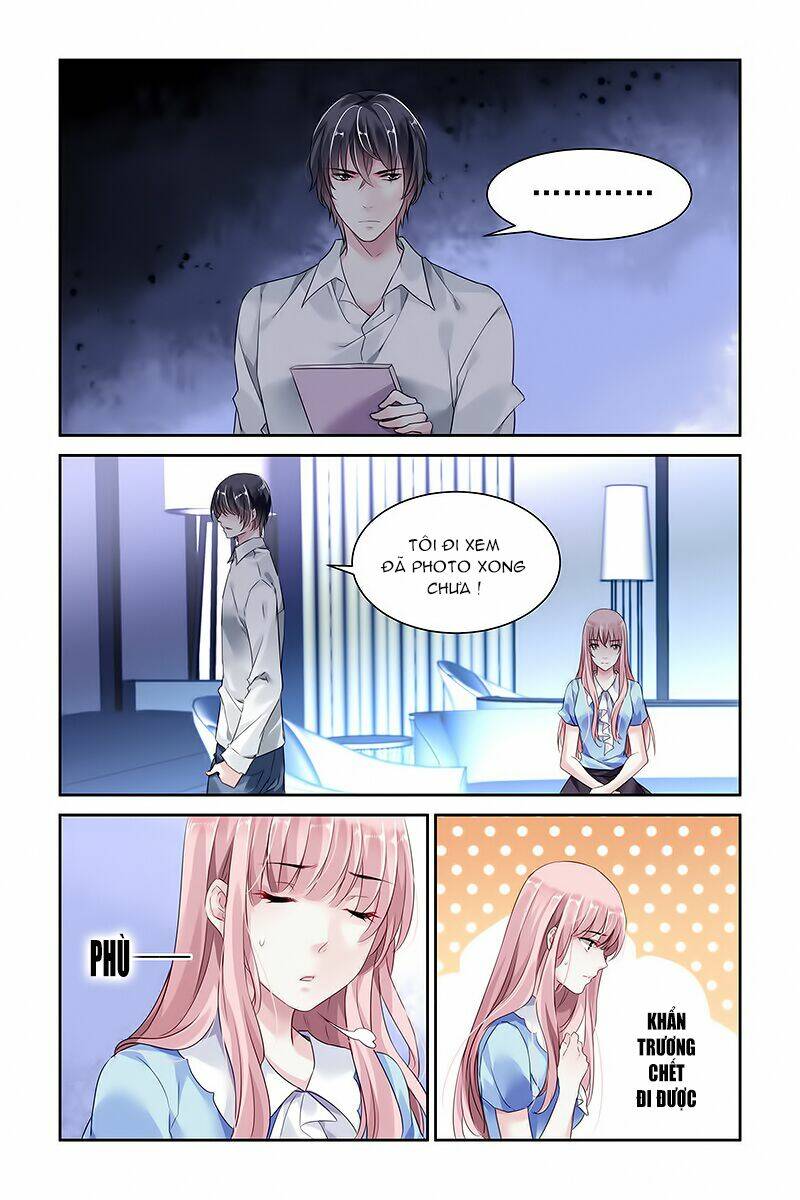 ............
TÔI ĐI XEM
ĐÃ PHOTO XONG
CHƯA !
PHÙ
KHẨN
TRƯƠNG
CHẾT
ĐI ĐƯỢC